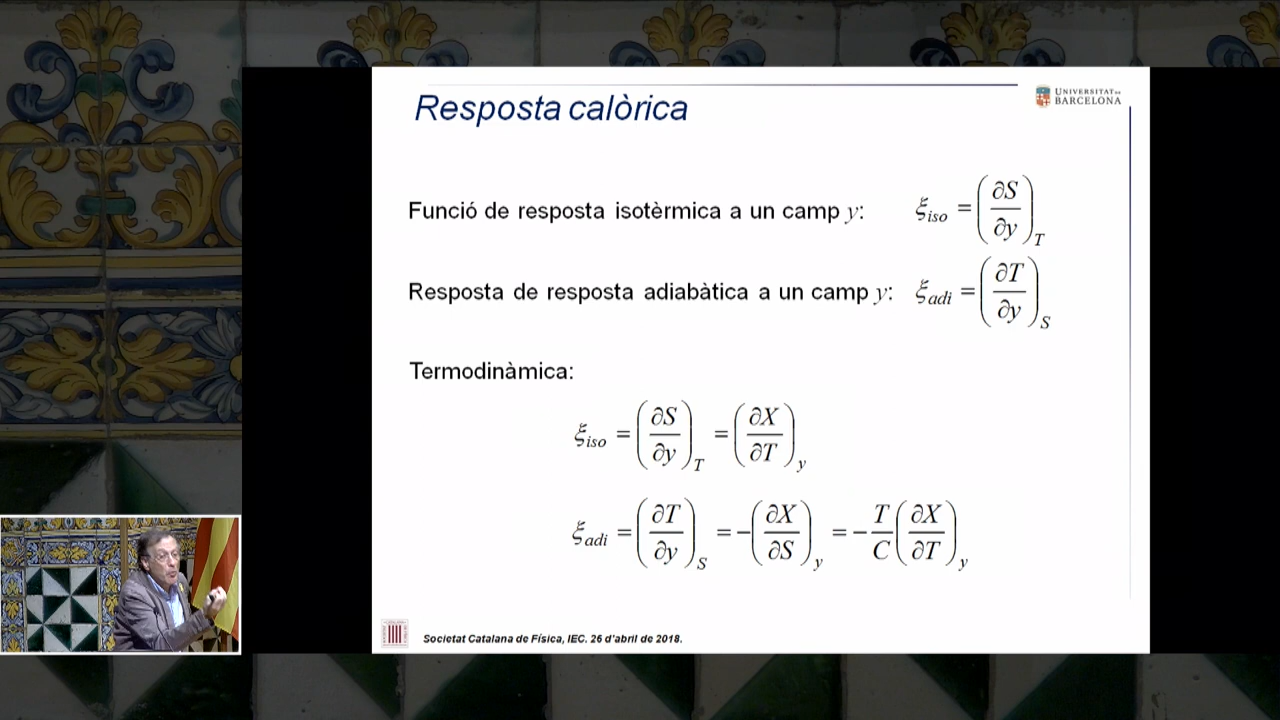 Resposta calòrica
UNIVERSITAT DE
BARCELONA
Funció de resposta isotèrmica a un camp y: ξ_iso = (∂S/∂y)_T
Resposta de resposta adiabàtica a un camp y: ξ_adi = (∂T/∂y)_S
Termodinàmica:
ξ_iso = (∂S/∂y)_T = (∂X/∂T)_y
ξ_adi = (∂T/∂y)_S = −(∂X/∂S)_y = −T/C (∂X/∂T)_y
Societat Catalana de Física, IEC. 26 d'abril de 2018.